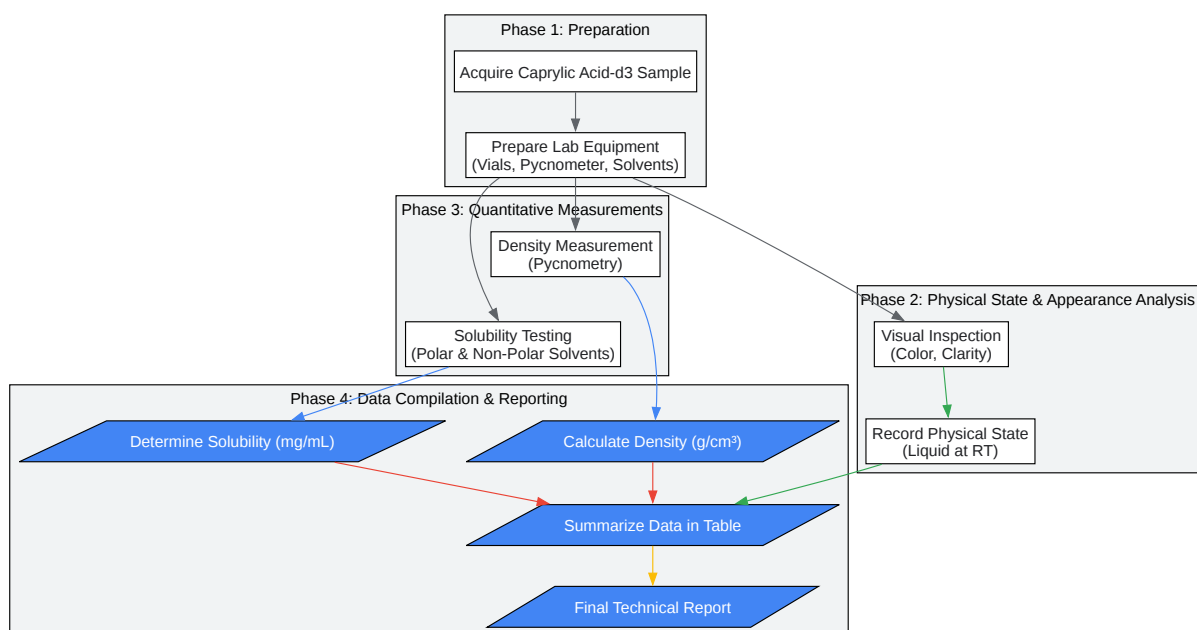 Phase 1: Preparation
Acquire Caprylic Acid-d3 Sample
Prepare Lab Equipment
(Vials, Pycnometer, Solvents)
Phase 3: Quantitative Measurements
Density Measurement
(Pycnometry)
Solubility Testing
(Polar & Non-Polar Solvents)
Phase 2: Physical State & Appearance Analysis
Visual Inspection
(Color, Clarity)
Record Physical State
(Liquid at RT)
Phase 4: Data Compilation & Reporting
Determine Solubility (mg/mL)
Calculate Density (g/cm³)
Summarize Data in Table
Final Technical Report